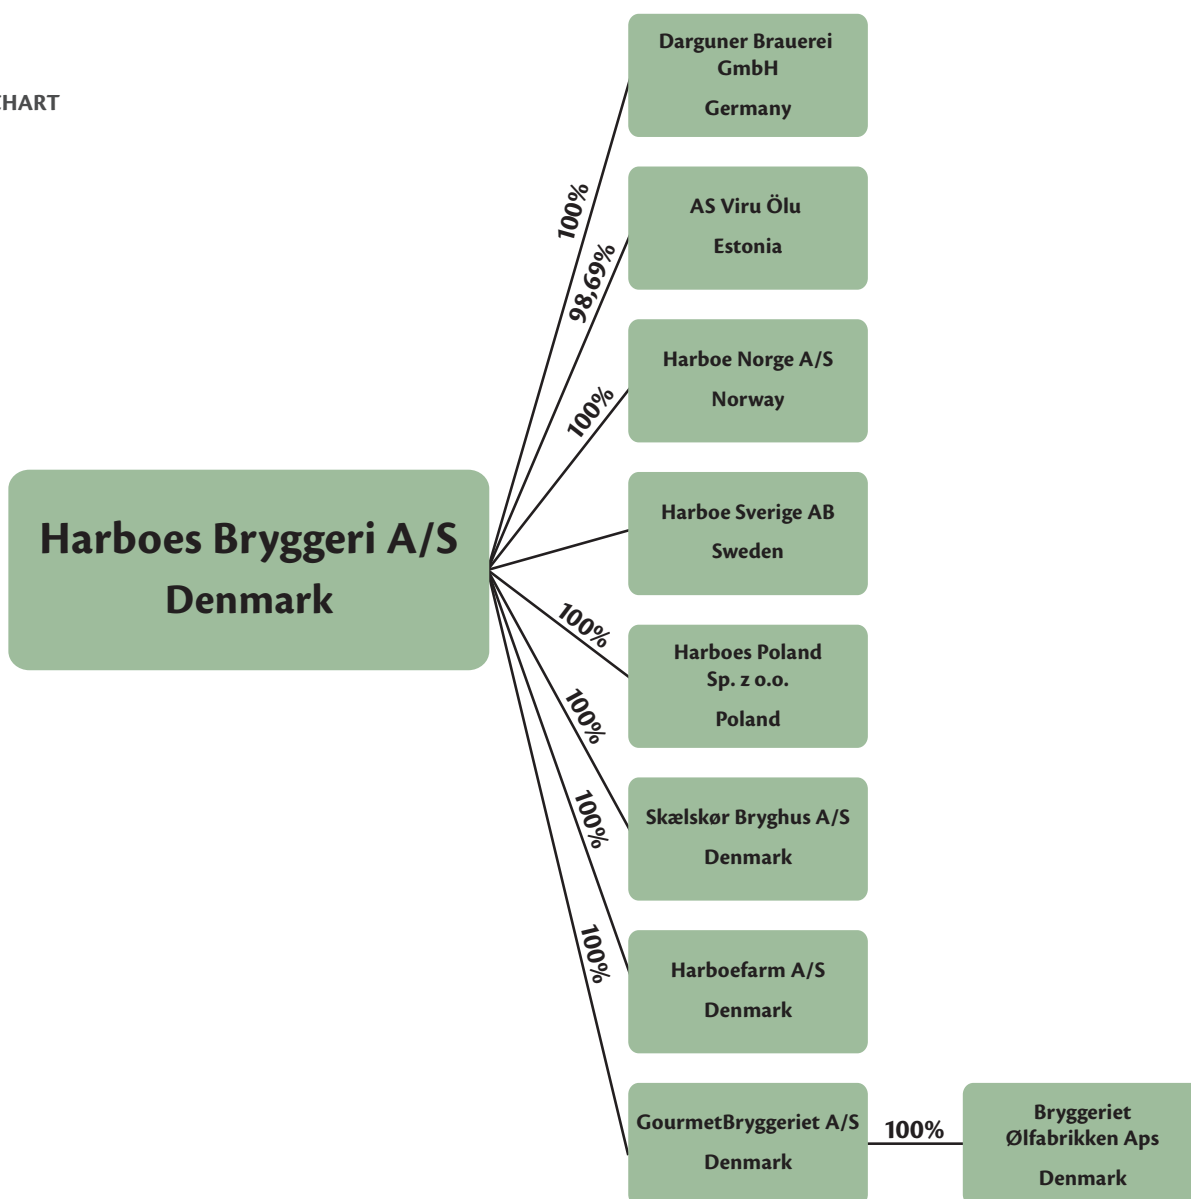 CHART
Harboes Bryggeri A/S
Denmark
100%
98,69%
100%
100%
100%
100%
100%
Darguner Brauerei
GmbH
Germany
AS Viru Ölu
Estonia
Harboe Norge A/S
Norway
Harboe Sverige AB
Sweden
Harboes Poland
Sp. z o.o.
Poland
Skælskør Bryghus A/S
Denmark
Harboefarm A/S
Denmark
GourmetBryggeriet A/S
Denmark
100%
Bryggeriet
Ølfabrikken Aps
Denmark